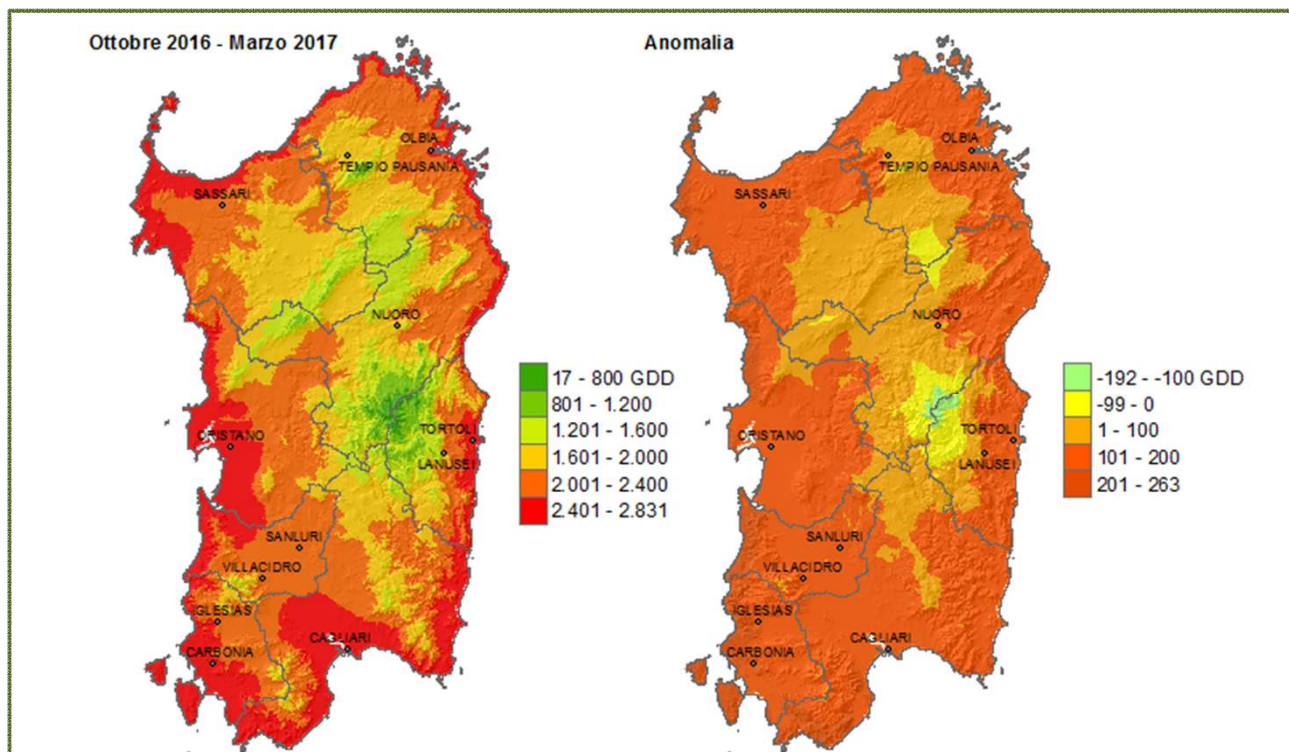 Ottobre 2016 - Marzo 2017
OLBIA
TEMPIO PAUSANIA
SASSARI
NUORO
ORISTANO
TORTOLI
LANUSEI
SANLURI
VILLACIDRO
IGLESIAS
CAGLIARI
CARBONIA
17 - 800 GDD
801 - 1.200
1.201 - 1.600
1.601 - 2.000
2.001 - 2.400
2.401 - 2.831
Anomalia
OLBIA
TEMPIO PAUSANIA
SASSARI
NUORO
ORISTANO
TORTOLI
LANUSEI
SANLURI
VILLACIDRO
IGLESIAS
CAGLIARI
CARBONIA
-192 - -100 GDD
-99 - 0
1 - 100
101 - 200
201 - 263